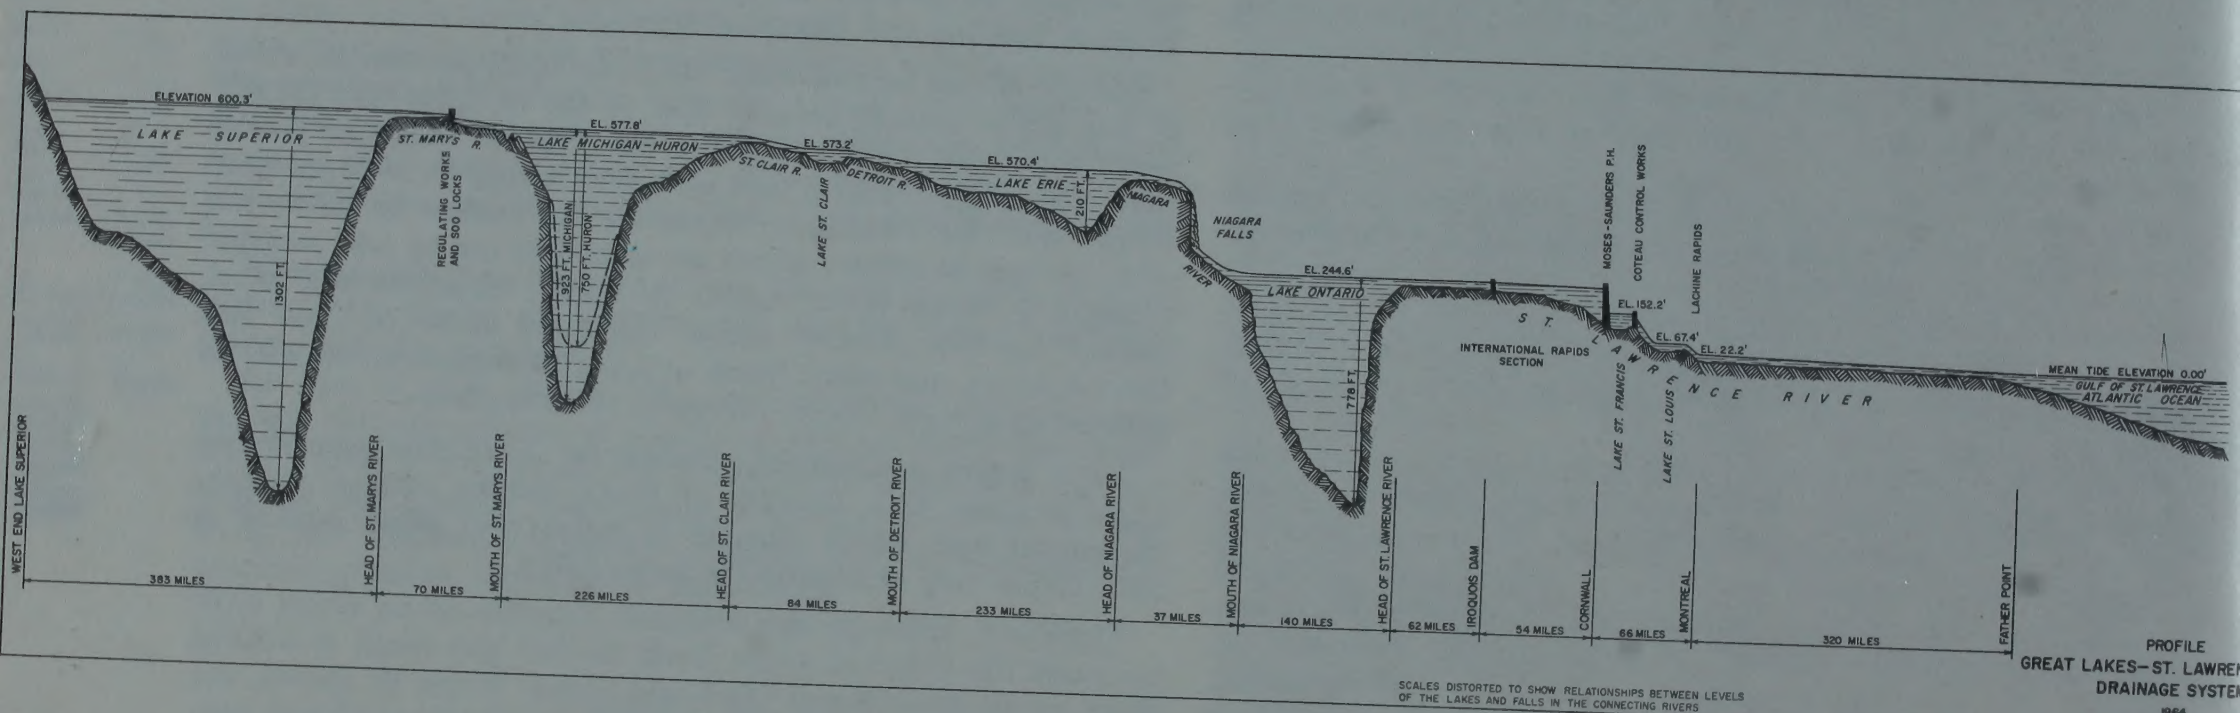 ELEVATION 600.3'
LAKE SUPERIOR
1302 FT.
ST. MARYS R.
REGULATING WORKS
AND SOO LOCKS
EL. 577.8'
LAKE MICHIGAN-HURON
923 FT. MICHIGAN
750 FT. HURON
ST. CLAIR R.
EL. 573.2'
LAKE ST. CLAIR
DETROIT R.
EL. 570.4'
LAKE ERIE
210 FT.
NIAGARA
NIAGARA
FALLS
RIVER
EL. 244.6'
LAKE ONTARIO
778 FT.
INTERNATIONAL RAPIDS
SECTION
MOSES-SAUNDERS P.H.
COTEAU CONTROL WORKS
LACHINE RAPIDS
EL. 152.2'
EL. 67.4'
EL. 22.2'
ST. LAWRENCE RIVER
LAKE ST. FRANCIS
LAKE ST. LOUIS
MEAN TIDE ELEVATION 0.00'
GULF OF ST. LAWRENCE
ATLANTIC OCEAN
WEST END LAKE SUPERIOR
HEAD OF ST. MARYS RIVER
MOUTH OF ST. MARYS RIVER
HEAD OF ST. CLAIR RIVER
MOUTH OF DETROIT RIVER
HEAD OF NIAGARA RIVER
MOUTH OF NIAGARA RIVER
HEAD OF ST. LAWRENCE RIVER
IROQUOIS DAM
CORNWALL
MONTREAL
FATHER POINT
383 MILES
70 MILES
226 MILES
84 MILES
233 MILES
37 MILES
140 MILES
62 MILES
54 MILES
66 MILES
320 MILES
SCALES DISTORTED TO SHOW RELATIONSHIPS BETWEEN LEVELS
OF THE LAKES AND FALLS IN THE CONNECTING RIVERS
PROFILE
GREAT LAKES-ST. LAWREN
DRAINAGE SYSTE